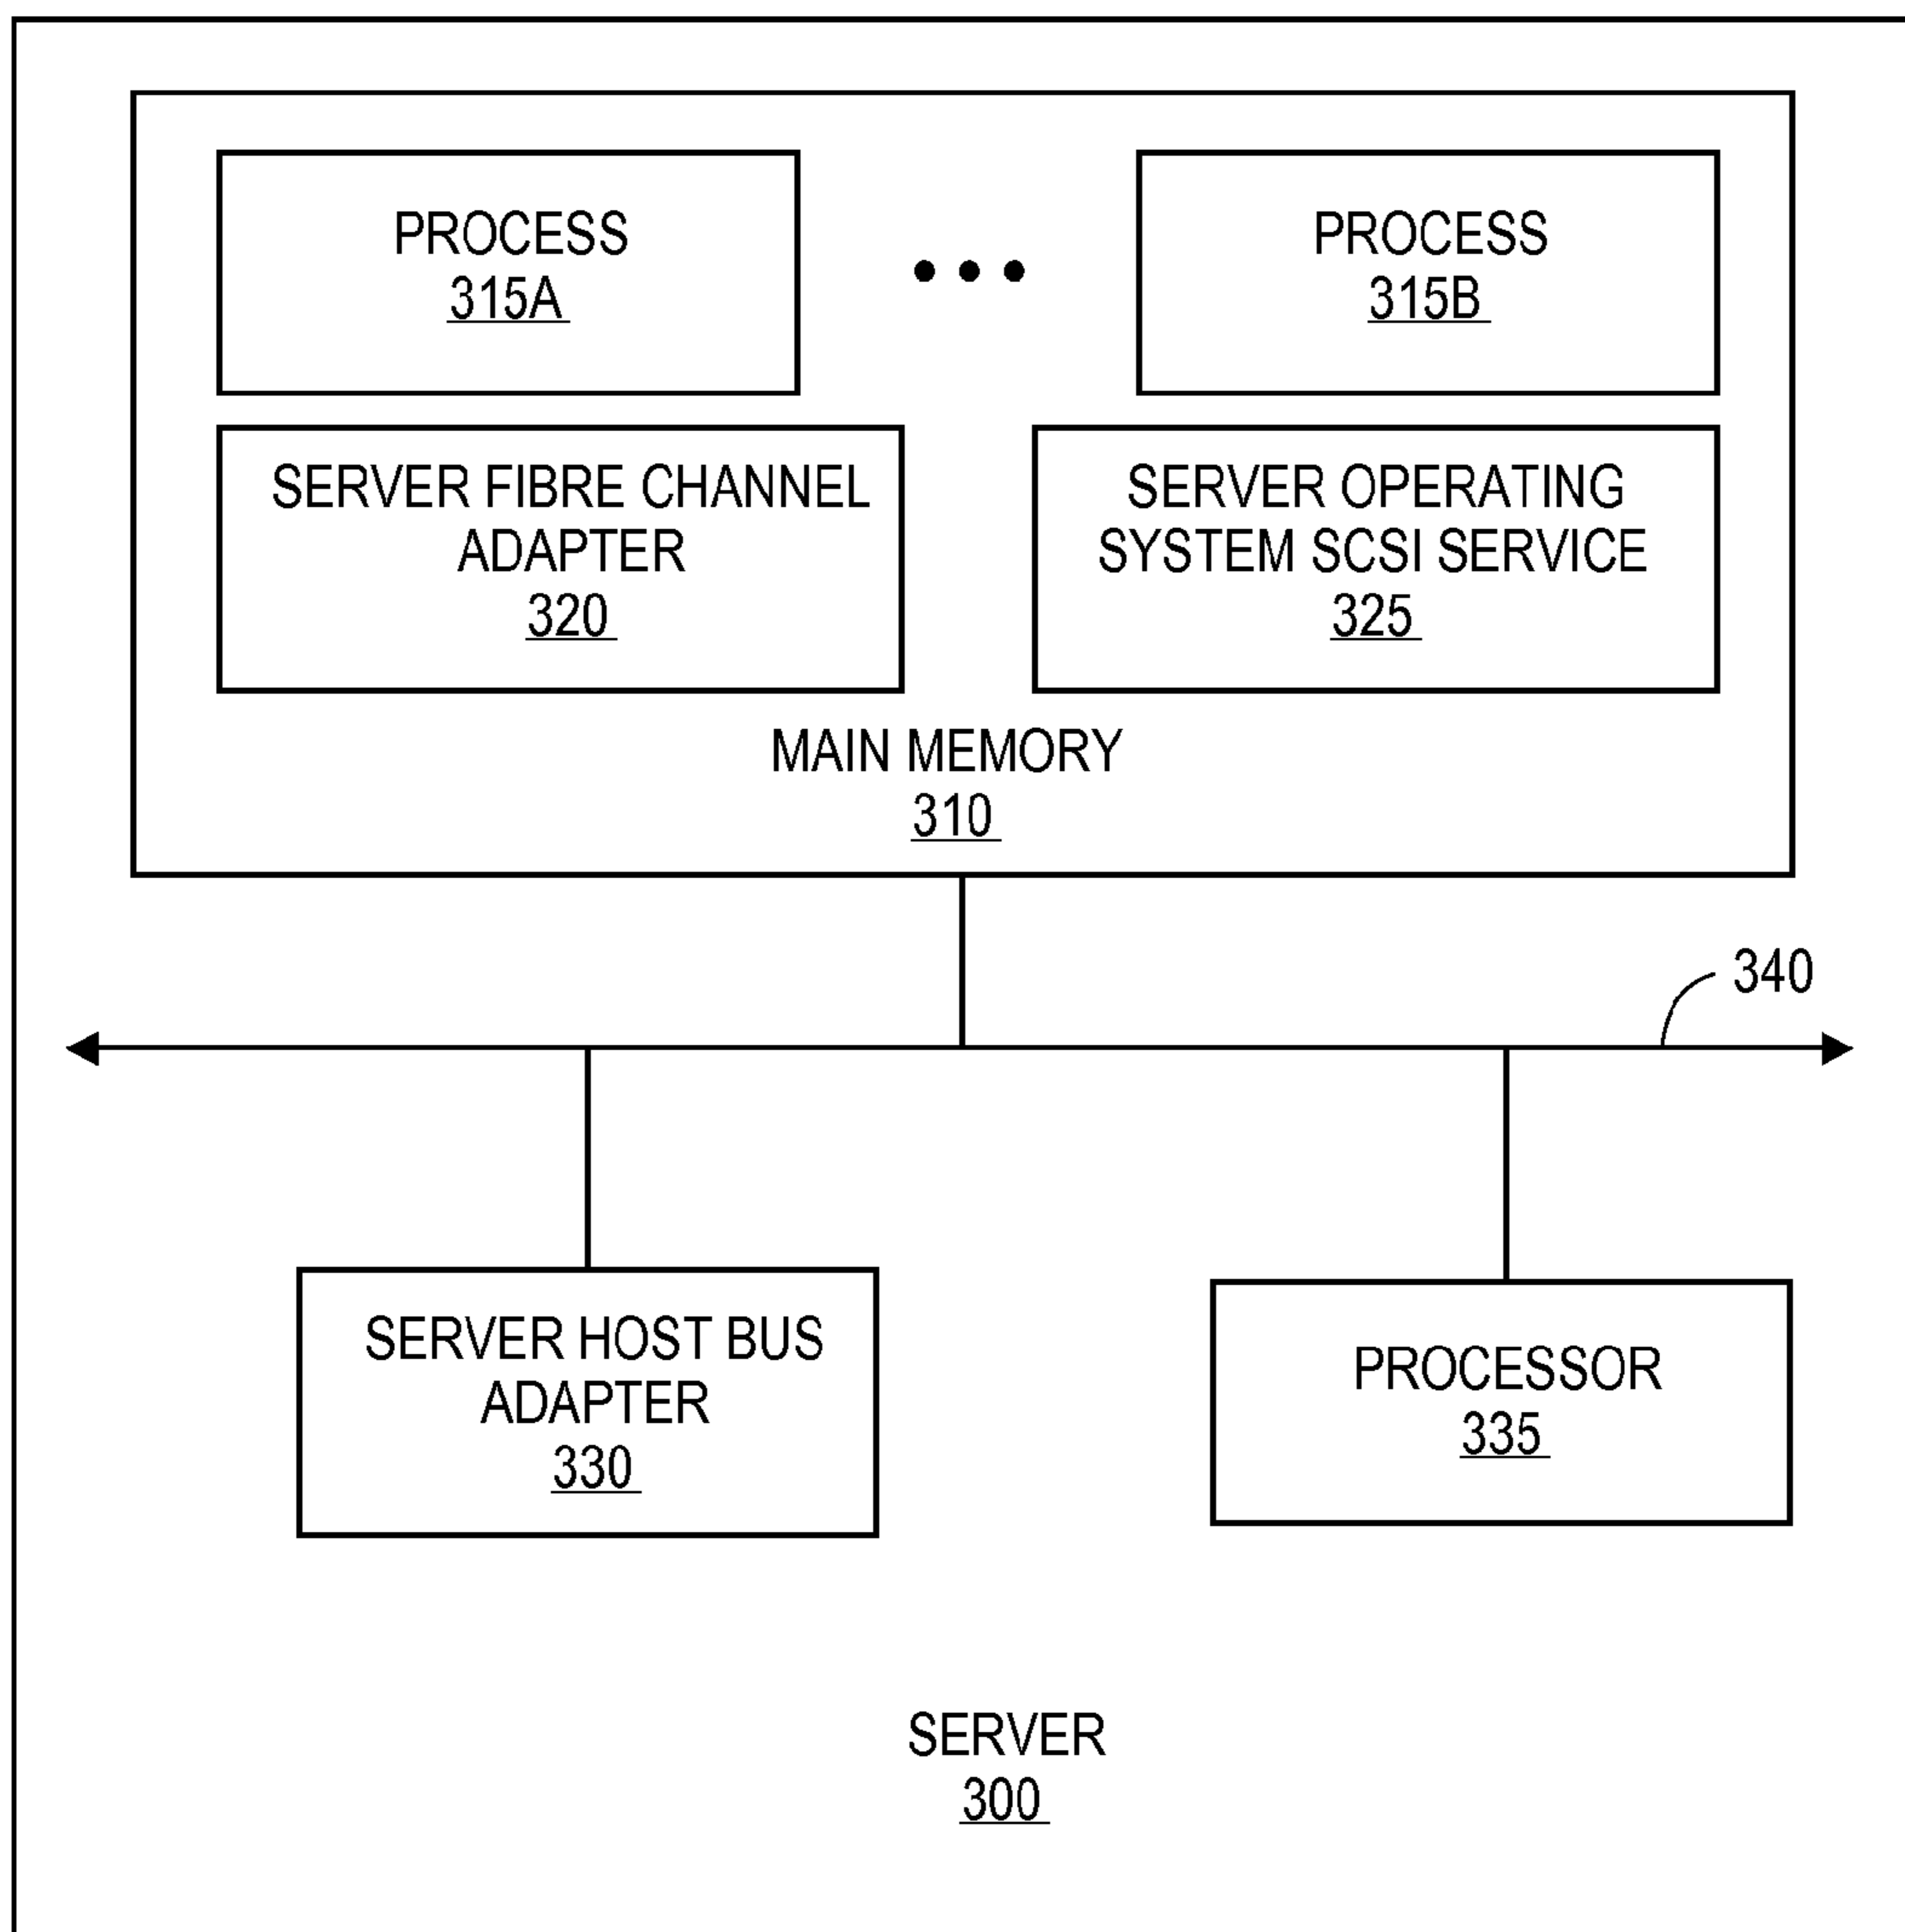 PROCESS
315A
PROCESS
315B
SERVER FIBRE CHANNEL
ADAPTER
320
SERVER OPERATING
SYSTEM SCSI SERVICE
325
MAIN MEMORY
310
340
SERVER HOST BUS
ADAPTER
330
PROCESSOR
335
SERVER
300